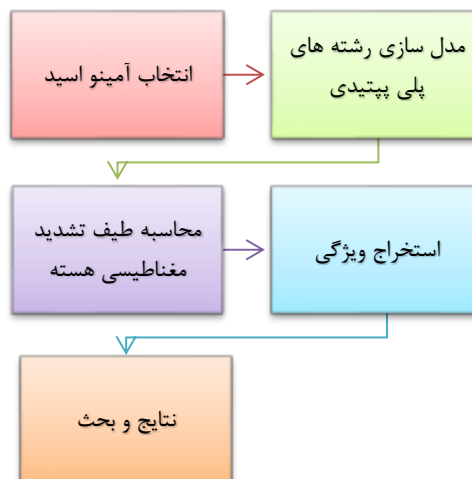 انتخاب آمینو اسید
مدل سازی رشته های
پلی پپتیدی
محاسبه طیف تشدید
مغناطیسی هسته
استخراج ویژگی
نتایج و بحث